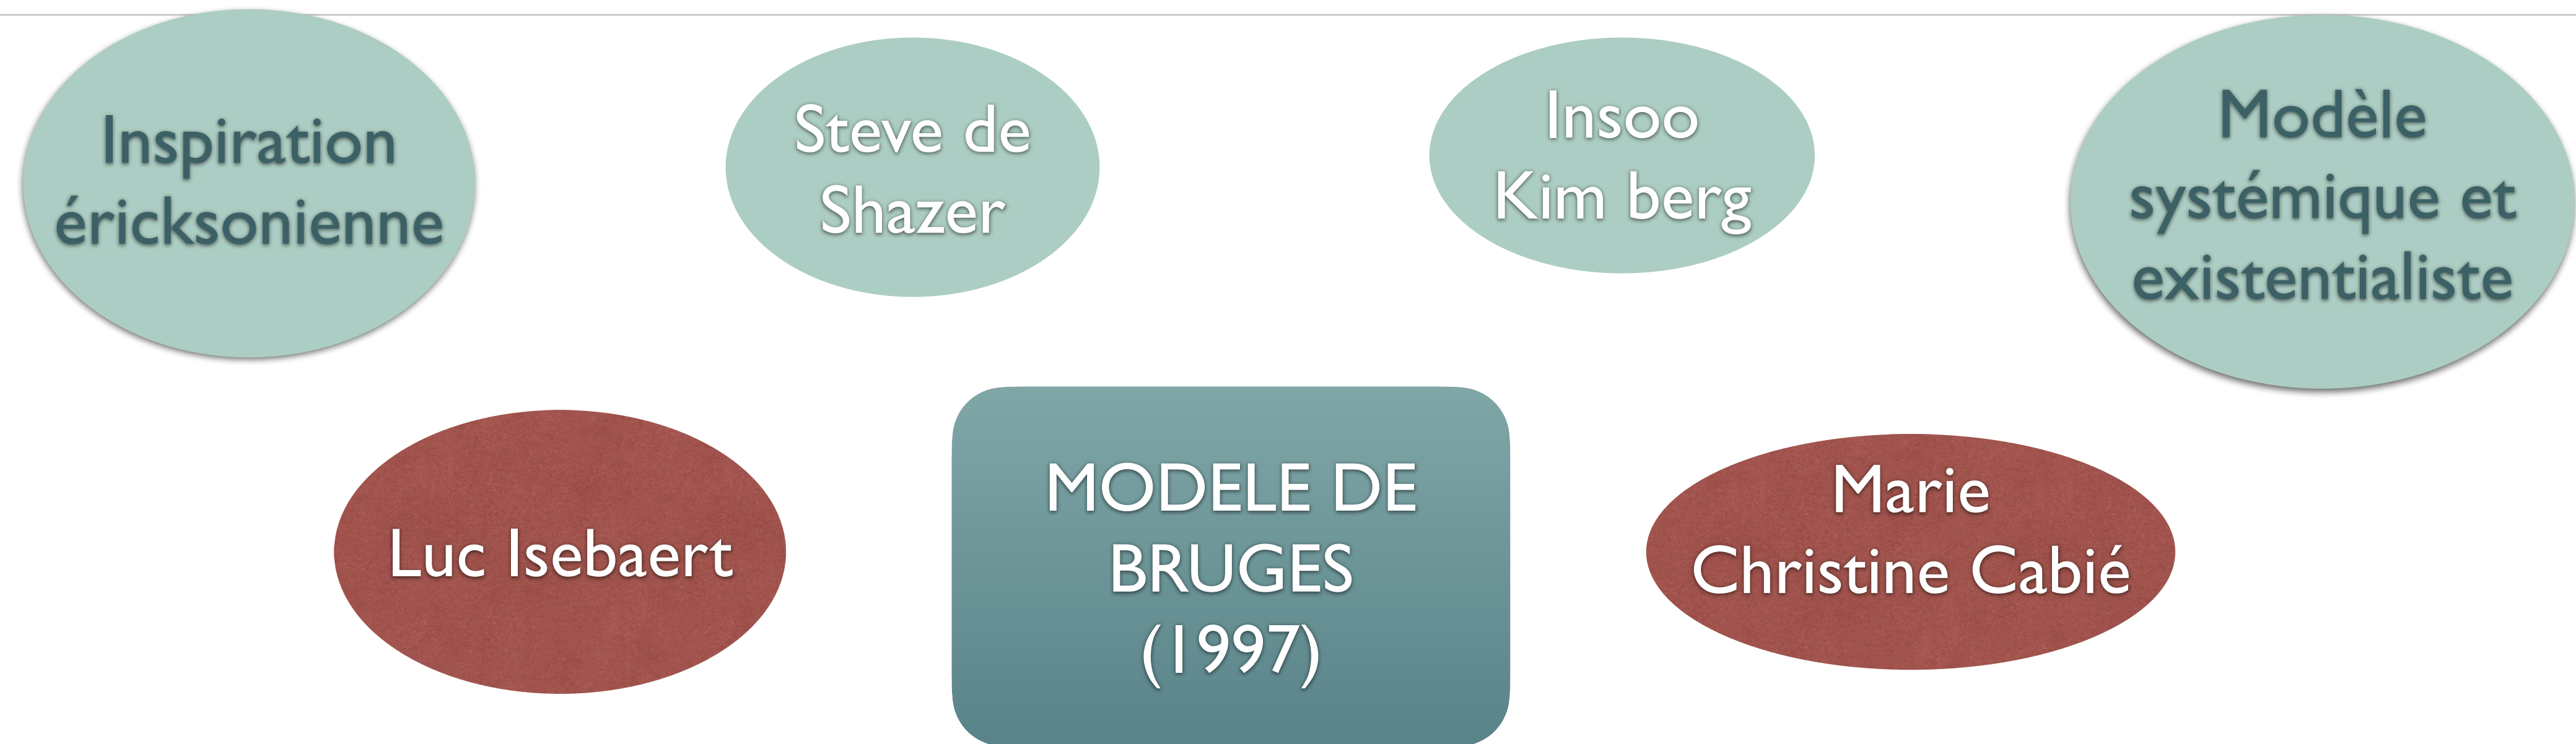 Inspiration
éricksonienne
Steve de
Shazer
Insoo
Kim berg
Modèle
systémique et
existentialiste
Luc Isebaert
MODELE DE
BRUGES
(1997)
Marie
Christine Cabié